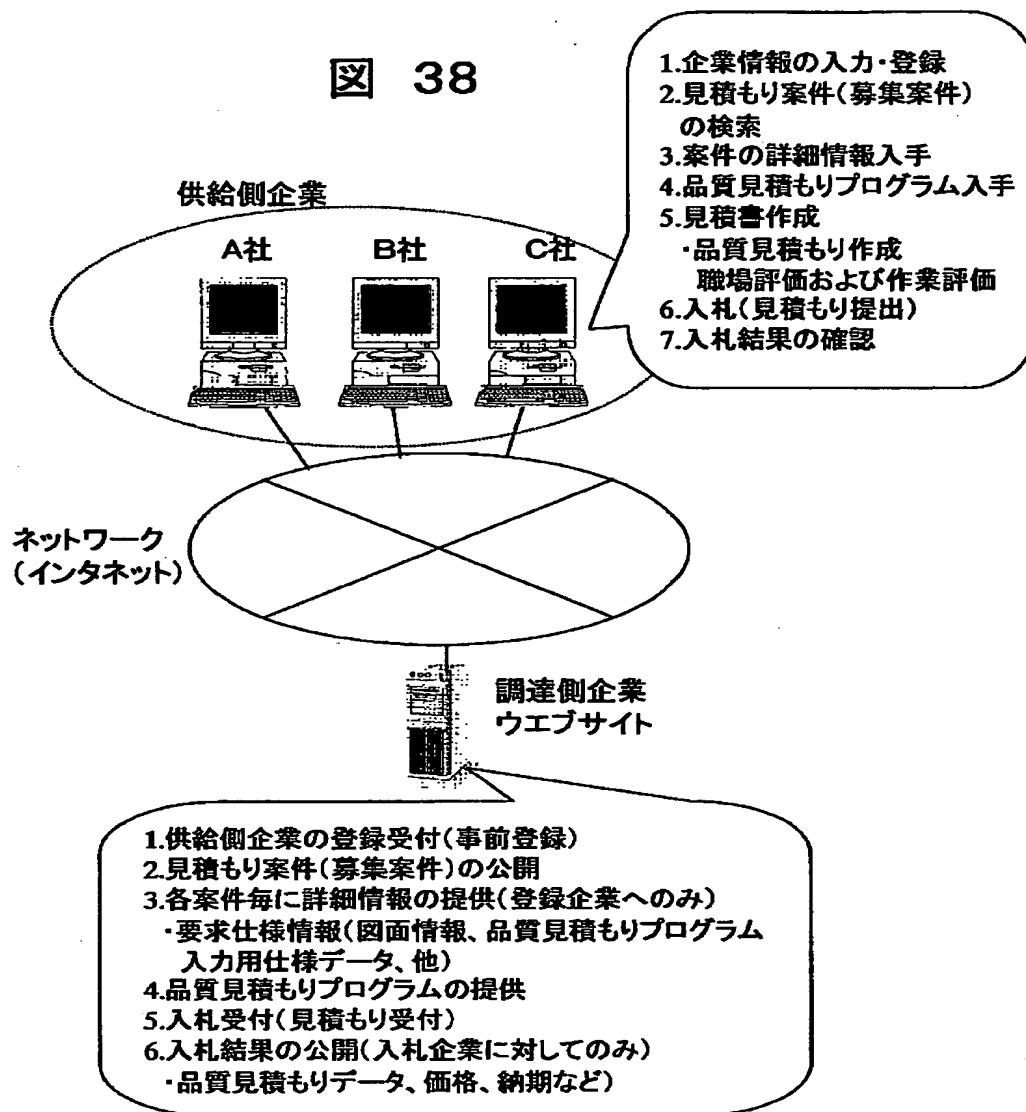 図 38
1.企業情報の入力・登録
2.見積もり案件(募集案件)
の検索
3.案件の詳細情報入手
4.品質見積もりプログラム入手
5.見積書作成
・品質見積もり作成
職場評価および作業評価
6.入札(見積もり提出)
7.入札結果の確認
供給側企業
A社 B社 C社
ネットワーク
(インタネット)
調達側企業
ウエブサイト
1.供給側企業の登録受付(事前登録)
2.見積もり案件(募集案件)の公開
3.各案件毎に詳細情報の提供(登録企業へのみ)
・要求仕様情報(図面情報、品質見積もりプログラム
入力用仕様データ、他)
4.品質見積もりプログラムの提供
5.入札受付(見積もり受付)
6.入札結果の公開(入札企業に対してのみ)
・品質見積もりデータ、価格、納期など)